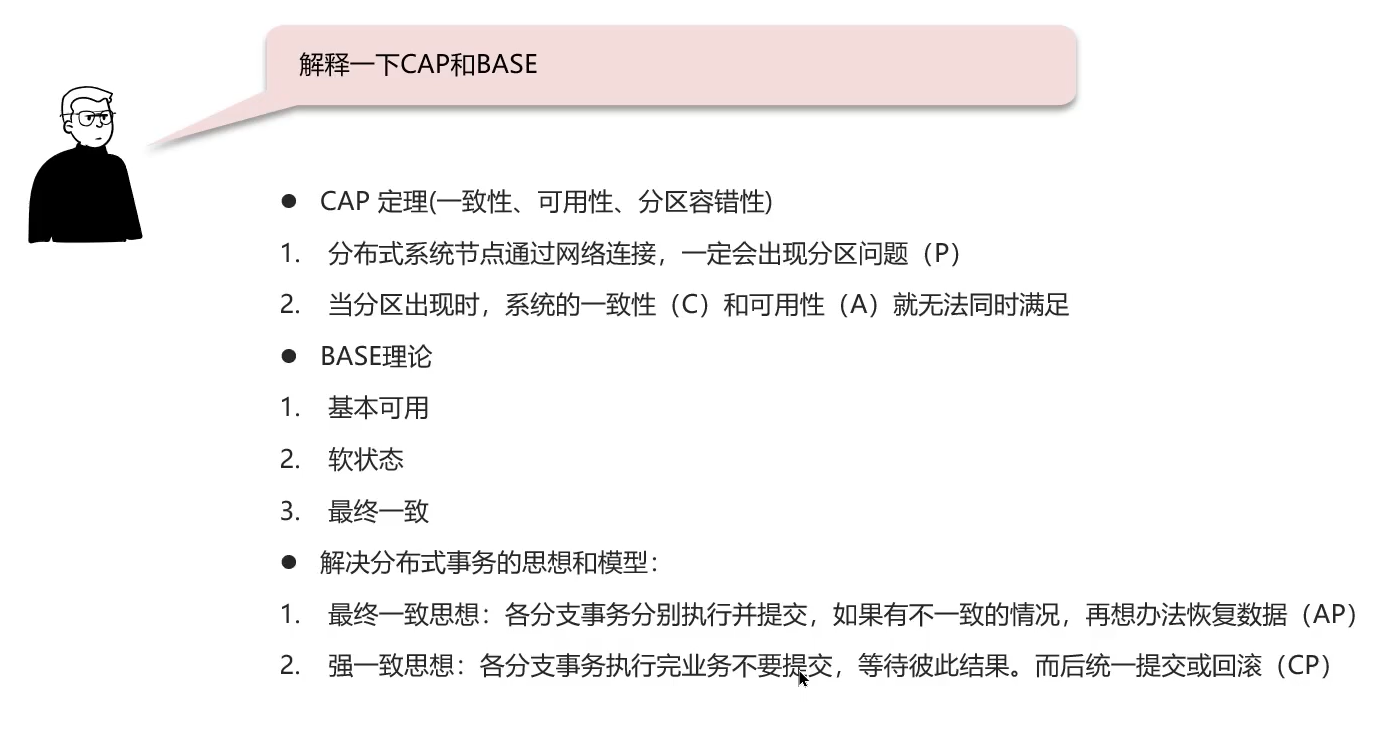 解释一下CAP和BASE
● CAP 定理(一致性、可用性、分区容错性)
1. 分布式系统节点通过网络连接，一定会出现分区问题（P）
2. 当分区出现时，系统的一致性（C）和可用性（A）就无法同时满足
● BASE理论
1. 基本可用
2. 软状态
3. 最终一致
● 解决分布式事务的思想和模型：
1. 最终一致思想：各分支事务分别执行并提交，如果有不一致的情况，再想办法恢复数据（AP）
2. 强一致思想：各分支事务执行完业务不要提交，等待彼此结果。而后统一提交或回滚（CP）